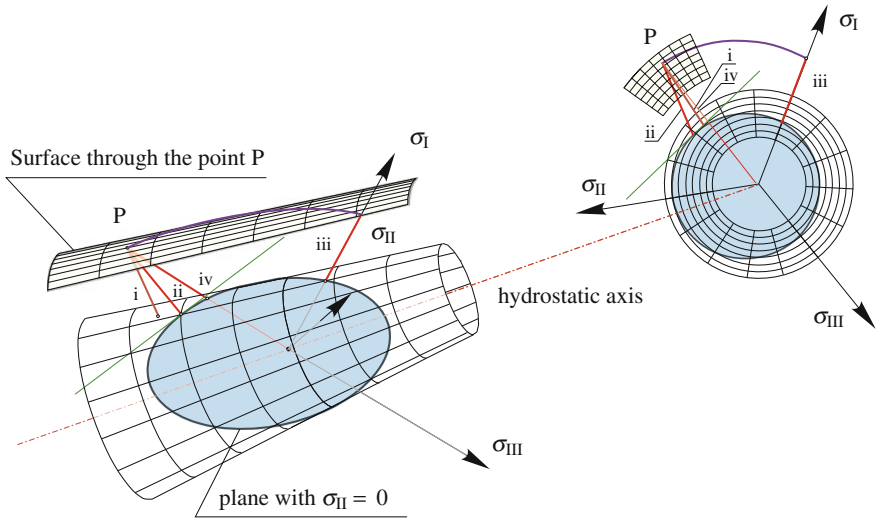 Surface through the point P
P
i
ii
iv
iii
σI
σII
σIII
plane with σII = 0
hydrostatic axis
P
i
iv
ii
iii
σI
σII
σIII